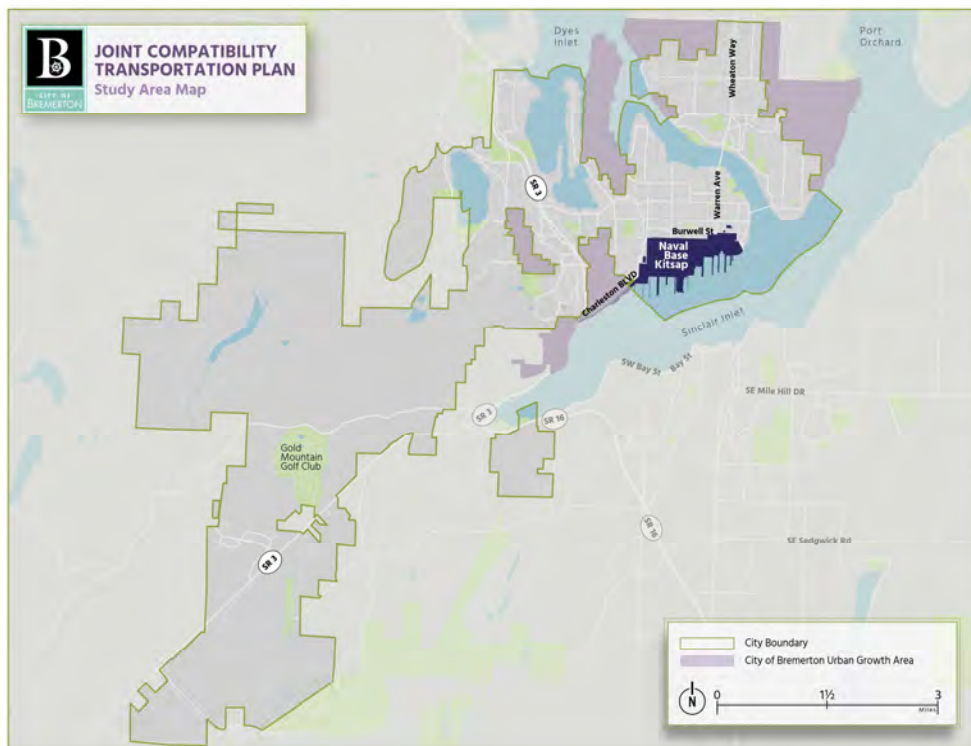 B
CITY OF
BREMERTON
JOINT COMPATIBILITY
TRANSPORTATION PLAN
Study Area Map
Dyes
Inlet
Port
Orchard
Wheaton Way
SR 3
Warren Ave
Burwell St
Naval
Base
Kitsap
Charleston BLVD
Sinclair Inlet
SW Bay St
Bay St
SE Mile Hill DR
SR 3
SR 16
Gold
Mountain
Golf Club
SR 16
SE Sedgwick Rd
SR 3
City Boundary
City of Bremerton Urban Growth Area
N
0
1½
3
Miles